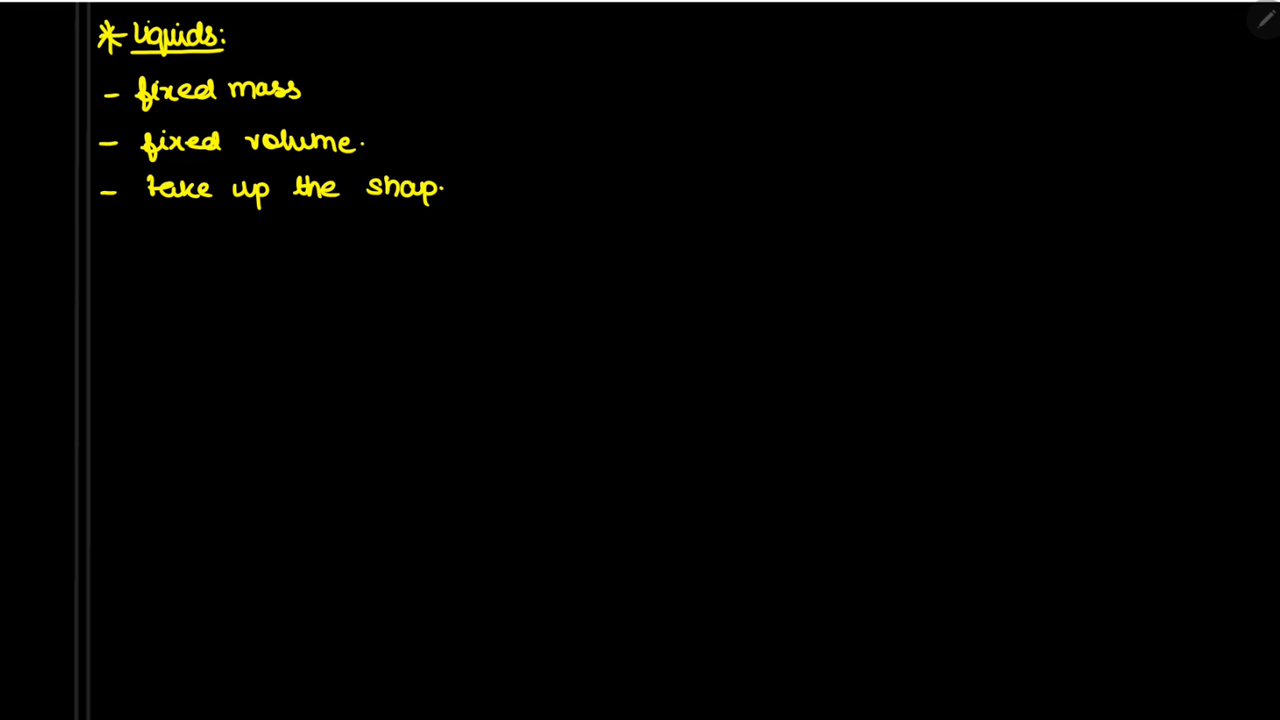 * Liquids:
- fixed mass
- fixed volume.
- take up the shap.